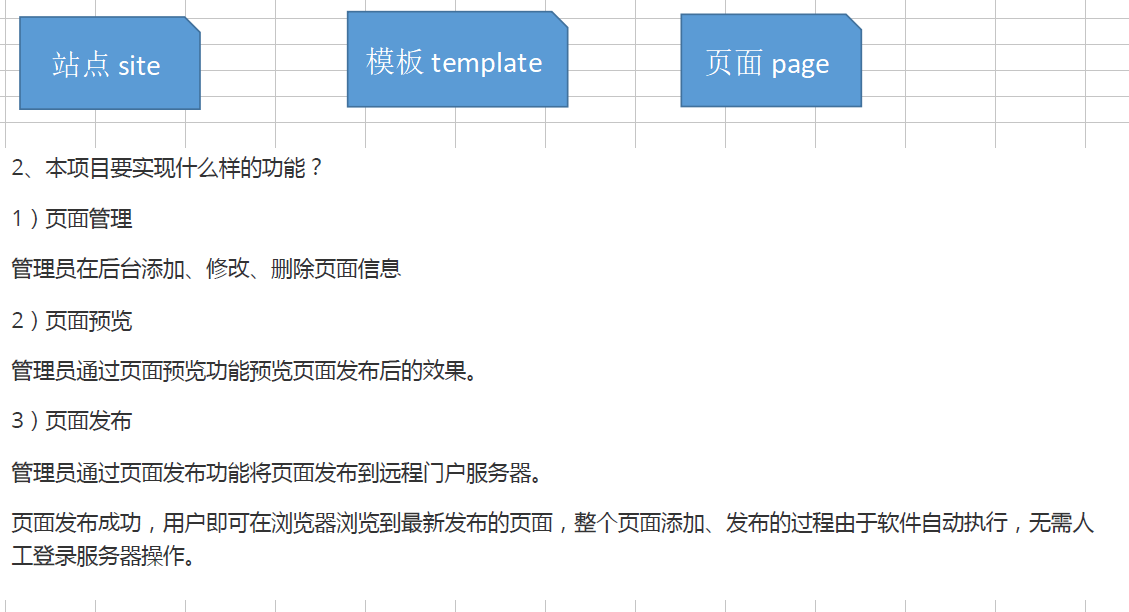 站点 site
模板 template
页面 page
2、本项目要实现什么样的功能？
1）页面管理
管理员在后台添加、修改、删除页面信息
2）页面预览
管理员通过页面预览功能预览页面发布后的效果。
3）页面发布
管理员通过页面发布功能将页面发布到远程门户服务器。
页面发布成功，用户即可在浏览器浏览到最新发布的页面，整个页面添加、发布的过程由于软件自动执行，无需人
工登录服务器操作。